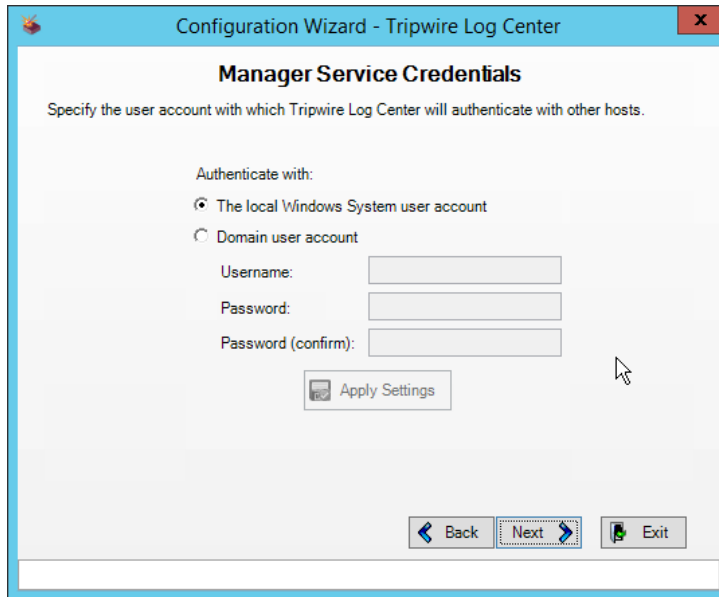 Configuration Wizard - Tripwire Log Center
x
Manager Service Credentials
Specify the user account with which Tripwire Log Center will authenticate with other hosts.
Authenticate with:
The local Windows System user account
Domain user account
Username:
Password:
Password (confirm):
Apply Settings
Back Next Exit